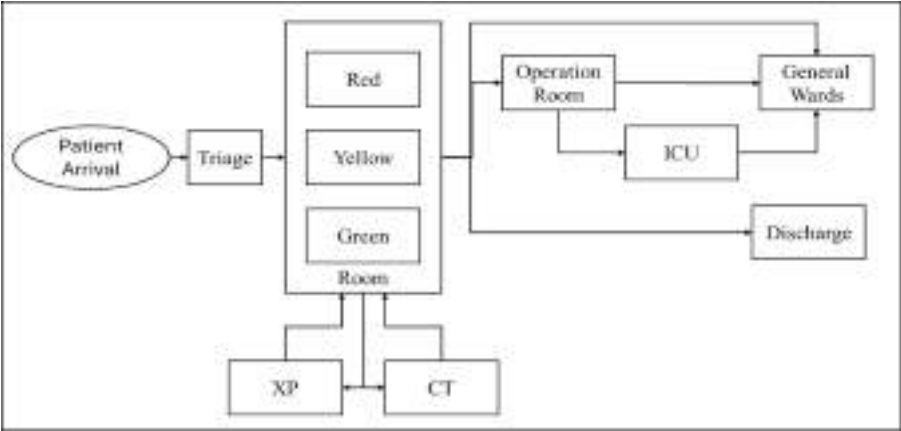 Patient
Arrival
Triage
Red
Yellow
Green
Room
XP
CT
Operation
Room
ICU
General
Wards
Discharge